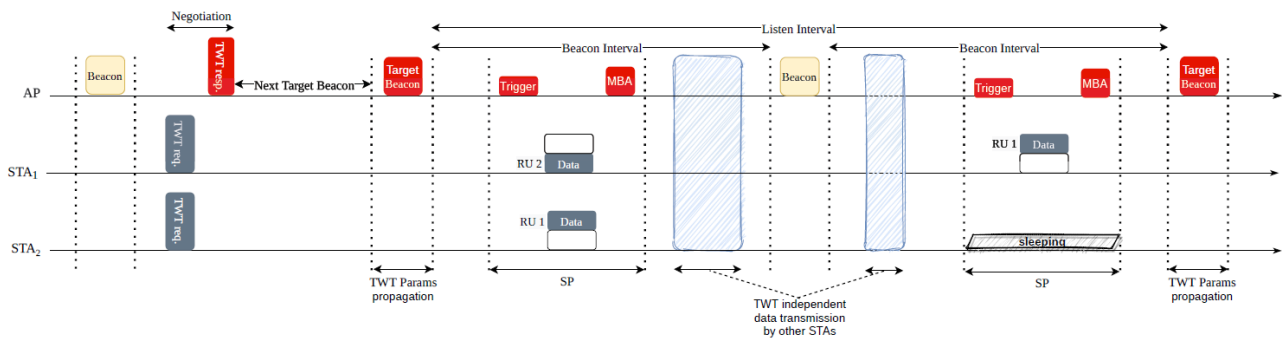 Negotiation
Listen Interval
Beacon Interval
Beacon Interval
AP
Beacon
TWT resp.
Next Target Beacon
Target
Beacon
Trigger
MBA
Beacon
Trigger
MBA
Target
Beacon
STA1
TWT req.
RU 2
Data
RU 1
Data
STA2
TWT req.
RU 1
Data
sleeping
TWT Params
propagation
SP
TWT independent
data transmission
by other STAs
SP
TWT Params
propagation